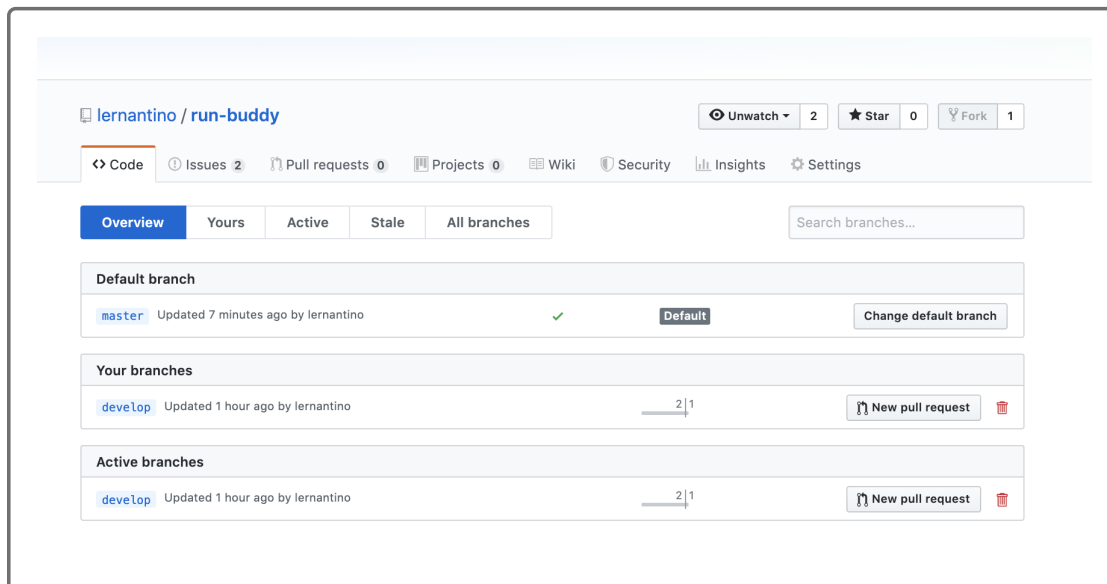 lernantino / run-buddy Unwatch 2 Star 0 Fork 1
Code Issues 2 Pull requests 0 Projects 0 Wiki Security Insights Settings
Overview Yours Active Stale All branches Search branches...
Default branch
master Updated 7 minutes ago by lernantino Default Change default branch
Your branches
develop Updated 1 hour ago by lernantino 2 1 New pull request
Active branches
develop Updated 1 hour ago by lernantino 2 1 New pull request